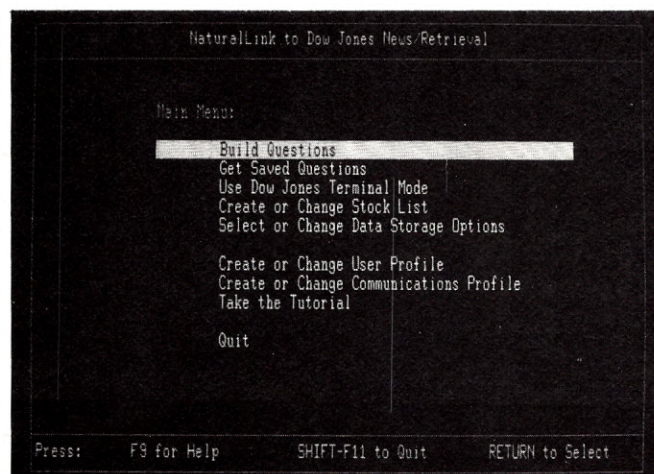 NaturalLink to Dow Jones News/Retrieval
Main Menu:
Build Questions
Get Saved Questions
Use Dow Jones Terminal Mode
Create or Change Stock List
Select or Change Data Storage Options
Create or Change User Profile
Create or Change Communications Profile
Take the Tutorial
Quit
Press: F9 for Help SHIFT-F11 to Quit RETURN to Select